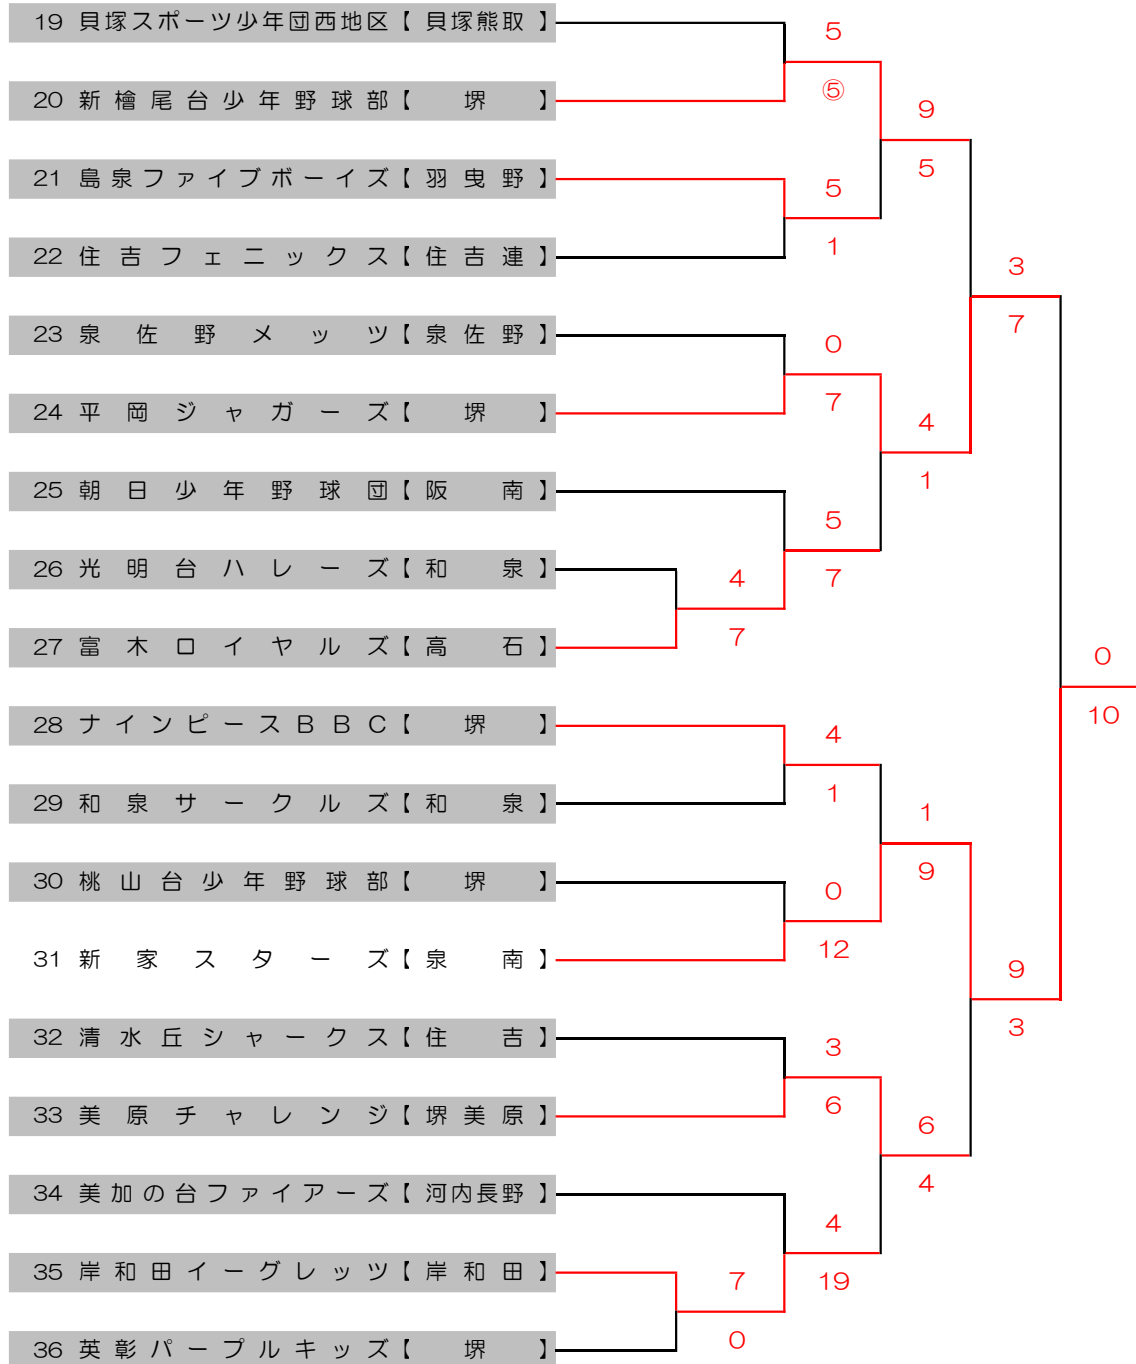 19 貝塚スポーツ少年団西地区【 貝塚熊取 】
5
20 新檜尾台少年野球部【 堺 】
⑤
9
21 島泉ファイブボーイズ【 羽曳野 】
5
5
1
22 住吉フェニックス【 住吉連 】
3
23 泉佐野メッツ【 泉佐野 】
0
7
24 平岡ジャガーズ【 堺 】
7
4
25 朝日少年野球団【 阪南 】
1
5
26 光明台ハレーズ【 和泉 】
4
7
27 富木ロイヤルズ【 高石 】
7
0
28 ナインピースBBC【 堺 】
10
4
29 和泉サークルズ【 和泉 】
1
1
30 桃山台少年野球部【 堺 】
9
0
31 新家スターズ【 泉南 】
12
9
32 清水丘シャークス【 住吉 】
3
3
33 美原チャレンジ【 堺美原 】
6
6
34 美加の台ファイアーズ【 河内長野 】
4
4
35 岸和田イーグレッツ【 岸和田 】
7
19
36 英彰パープルキッズ【 堺 】
0